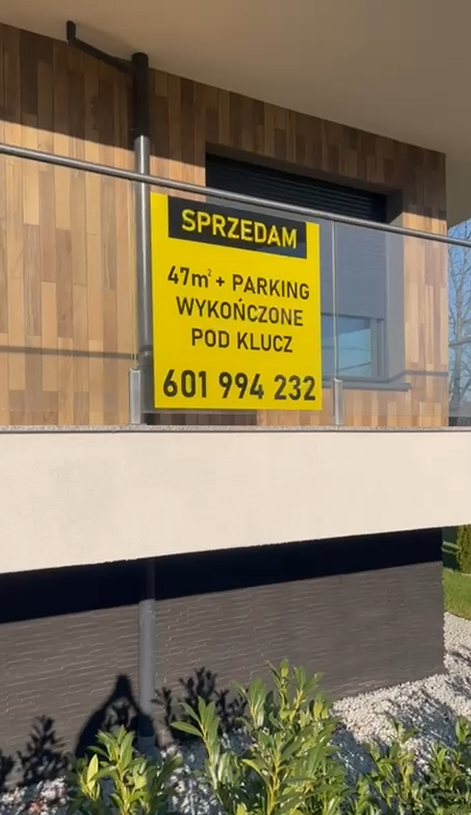 SPRZEDAM
47m² + PARKING
WYKOŃCZONE
POD KLUCZ
601 994 232